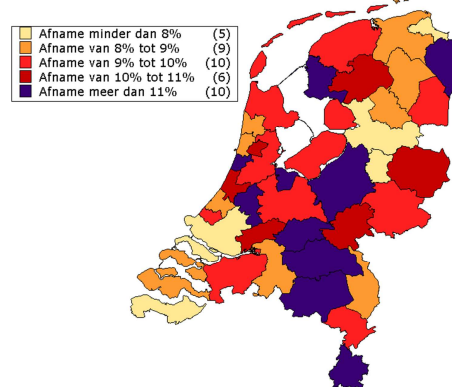 Afname minder dan 8% (5)
Afname van 8% tot 9% (9)
Afname van 9% tot 10% (10)
Afname van 10% tot 11% (6)
Afname meer dan 11% (10)